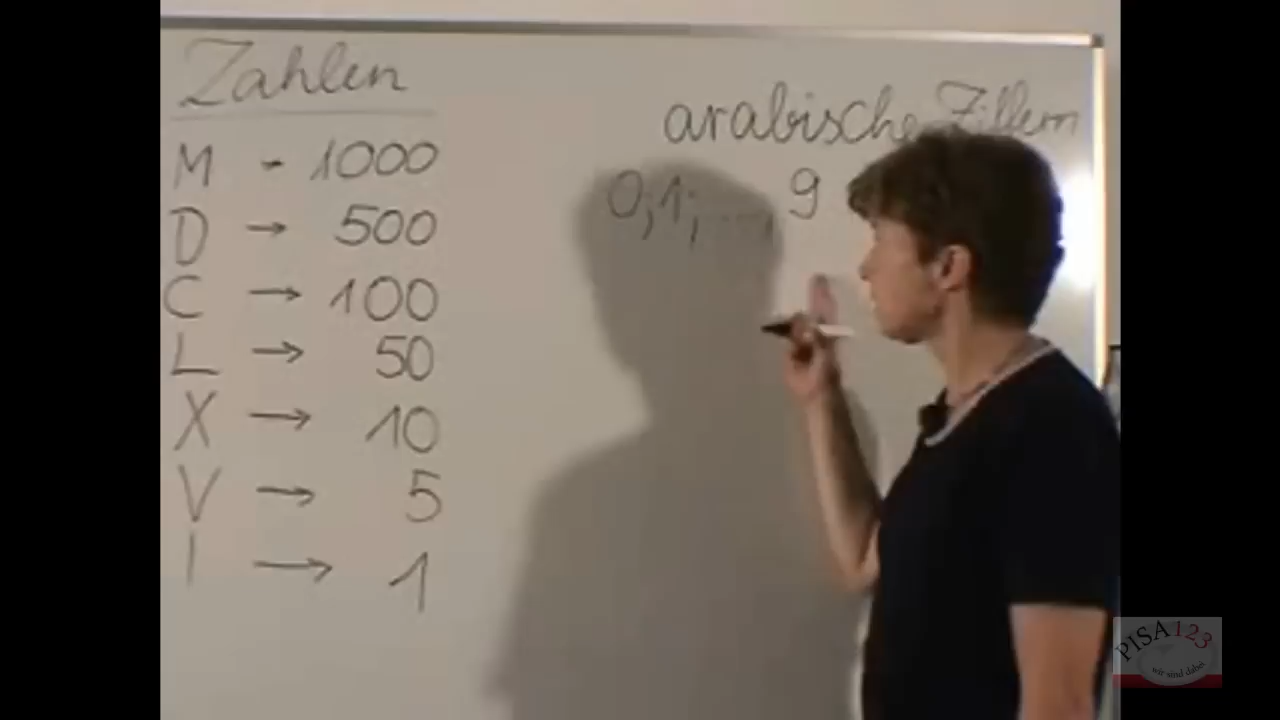 Zahlen
M → 1000
D → 500
C → 100
L → 50
X → 10
V → 5
I → 1
arabische Ziffern
0;1;...., 9
PISA123
wir sind dabei